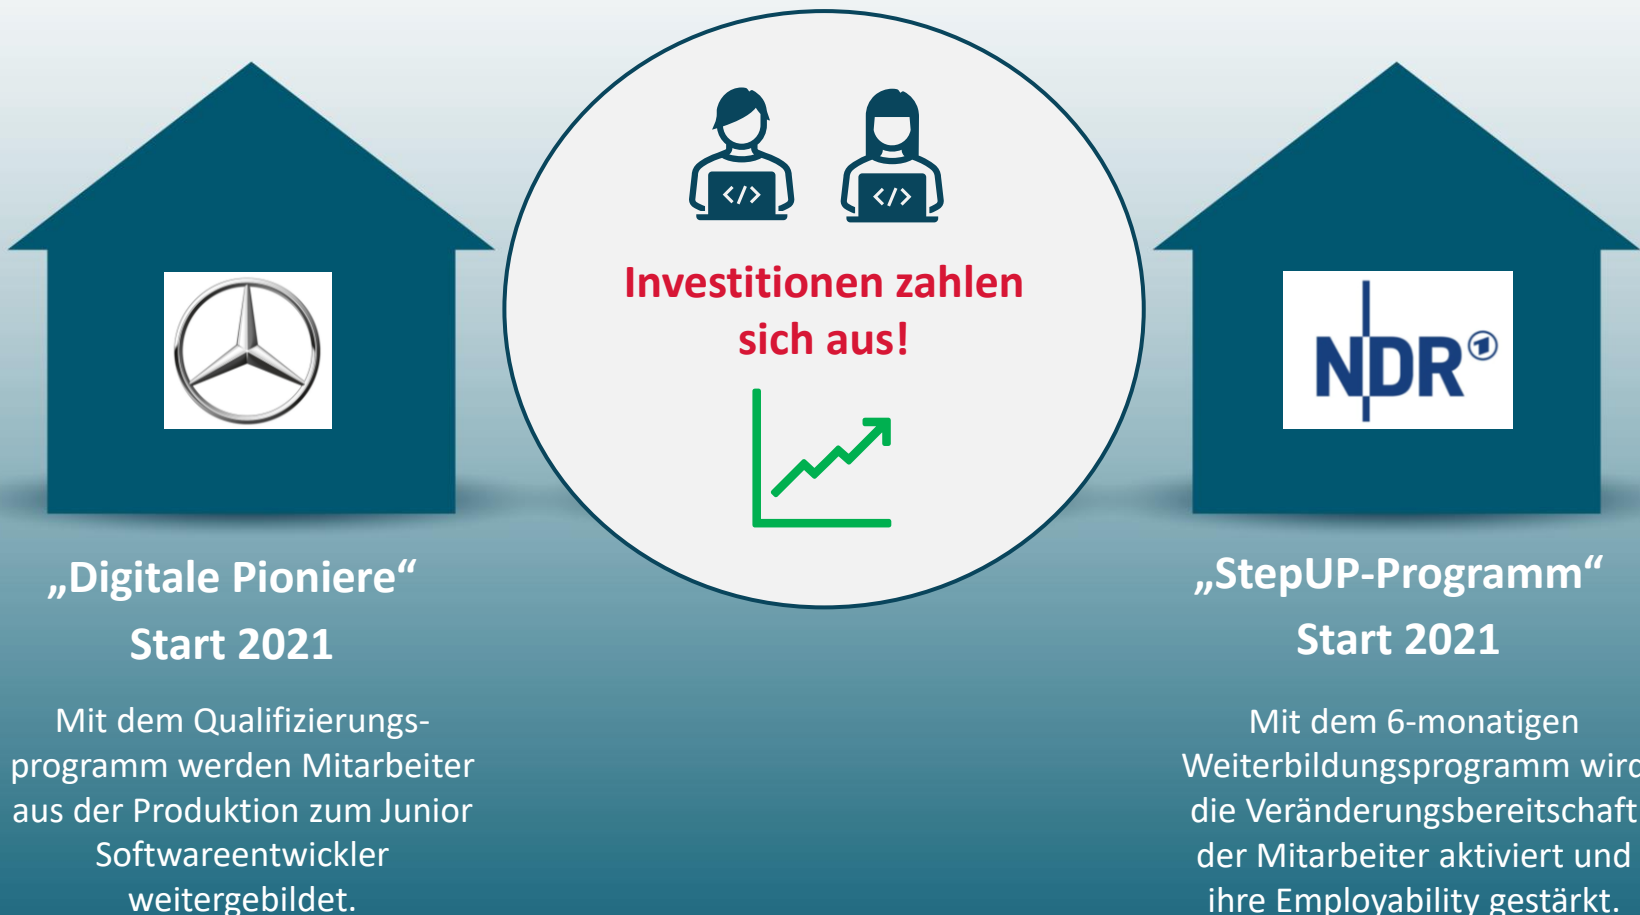 </>
</>
Investitionen zahlen
sich aus!
NDR
„Digitale Pioniere“
Start 2021
Mit dem Qualifizierungs-
programm werden Mitarbeiter
aus der Produktion zum Junior
Softwareentwickler
weitergebildet.
„StepUP-Programm“
Start 2021
Mit dem 6-monatigen
Weiterbildungsprogramm wird
die Veränderungsbereitschaft
der Mitarbeiter aktiviert und
ihre Employability gestärkt.